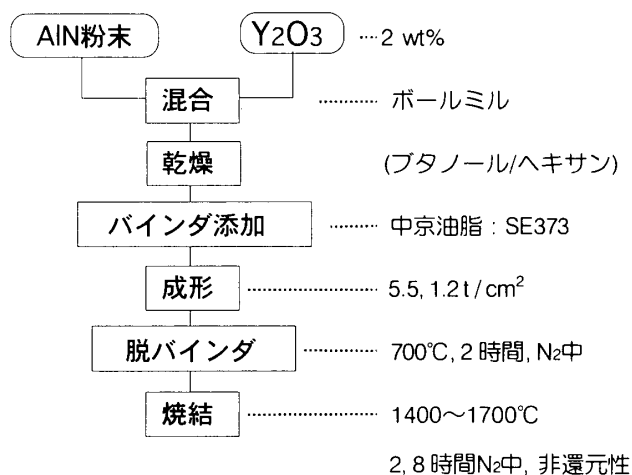 AlN粉末 Y2O3 …2 wt%
混合 ………… ボールミル
乾燥 (ブタノール/ヘキサン)
バインダ添加 ……… 中京油脂：SE373
成形 ……………… 5.5, 1.2 t / cm²
脱バインダ ………… 700℃, 2 時間, N2中
焼結 ……………… 1400〜1700℃
2, 8 時間N2中, 非還元性